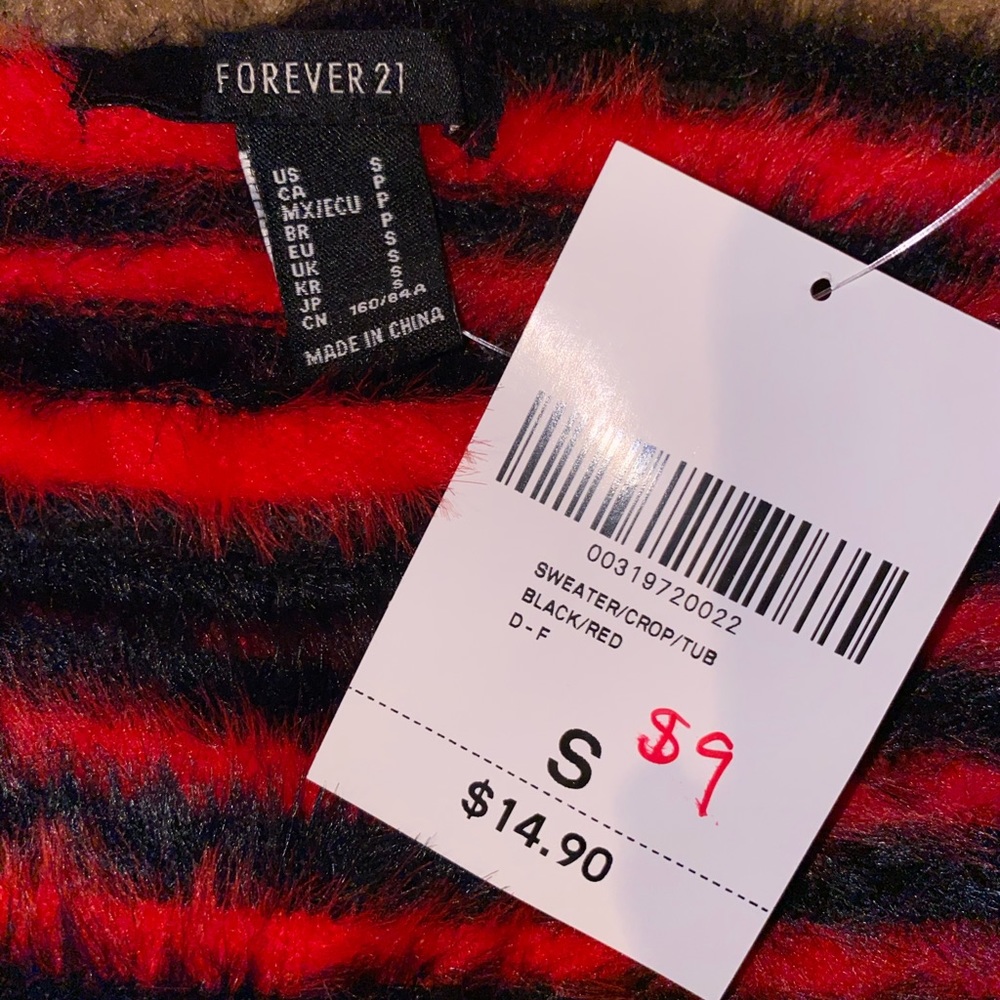 FOREVER 21
US S
CA P
MX/ECU P
BR P
EU S
UK S
KR S
JP S
CN 160/84A
MADE IN CHINA
00319720022
SWEATER/CROP/TUB
BLACK/RED
D-F
S $9
$14.90